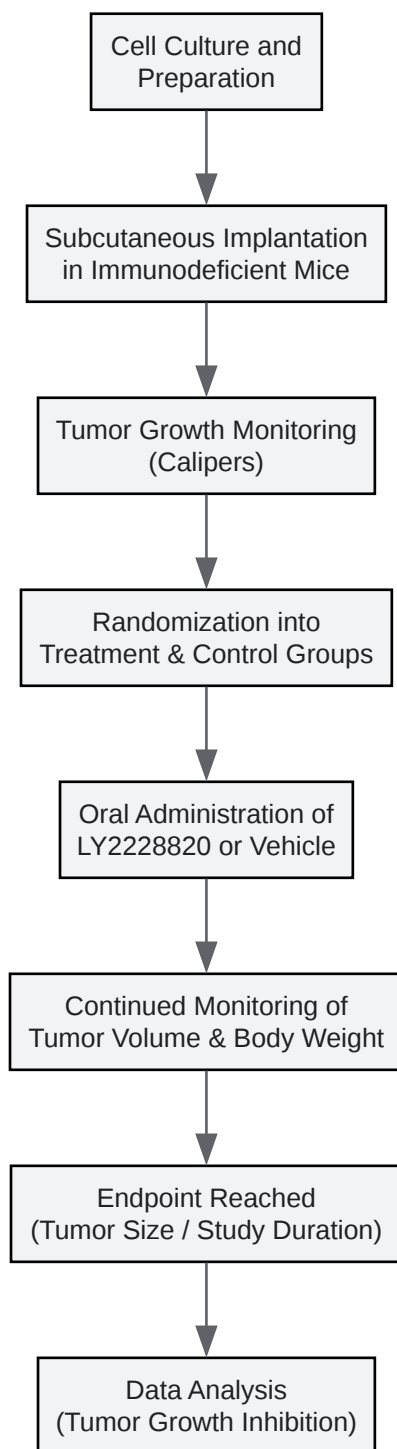 Cell Culture and
Preparation
Subcutaneous Implantation
in Immunodeficient Mice
Tumor Growth Monitoring
(Calipers)
Randomization into
Treatment & Control Groups
Oral Administration of
LY2228820 or Vehicle
Continued Monitoring of
Tumor Volume & Body Weight
Endpoint Reached
(Tumor Size / Study Duration)
Data Analysis
(Tumor Growth Inhibition)